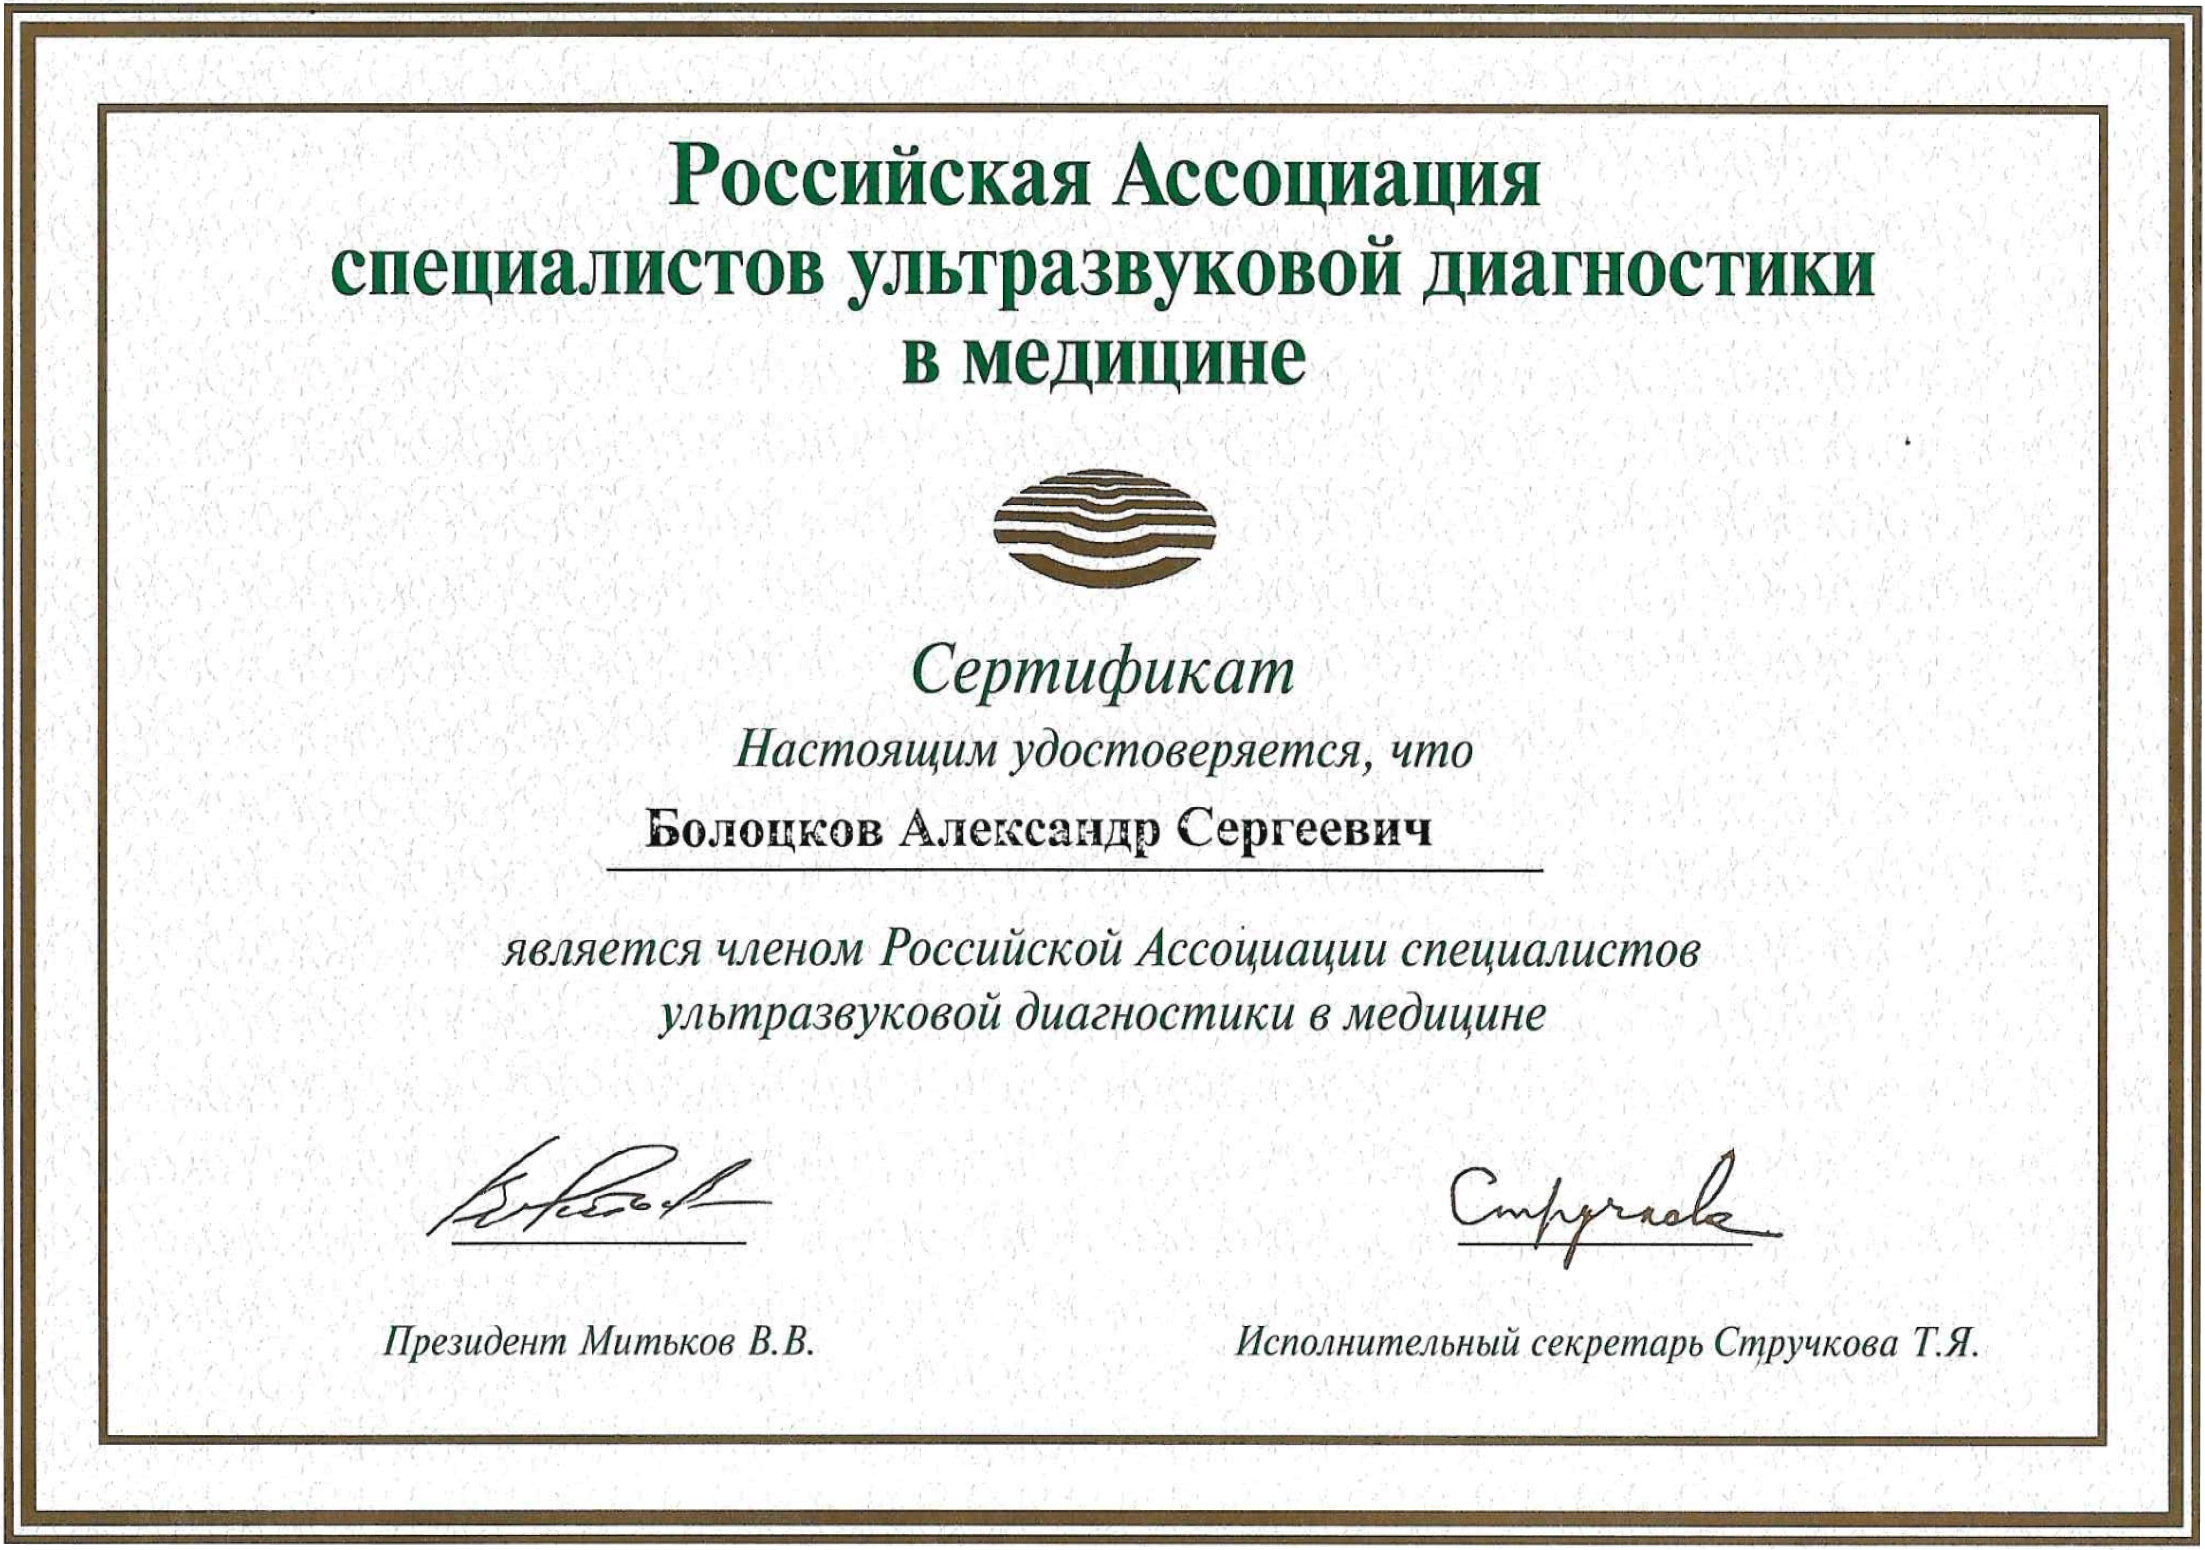 Российская Ассоциация
специалистов ультразвуковой диагностики
в медицине
Сертификат
Настоящим удостоверяется, что
Болоцков Александр Сергеевич
является членом Российской Ассоциации специалистов
ультразвуковой диагностики в медицине
Стручкова
Президент Митьков В.В.
Исполнительный секретарь Стручкова Т.Я.